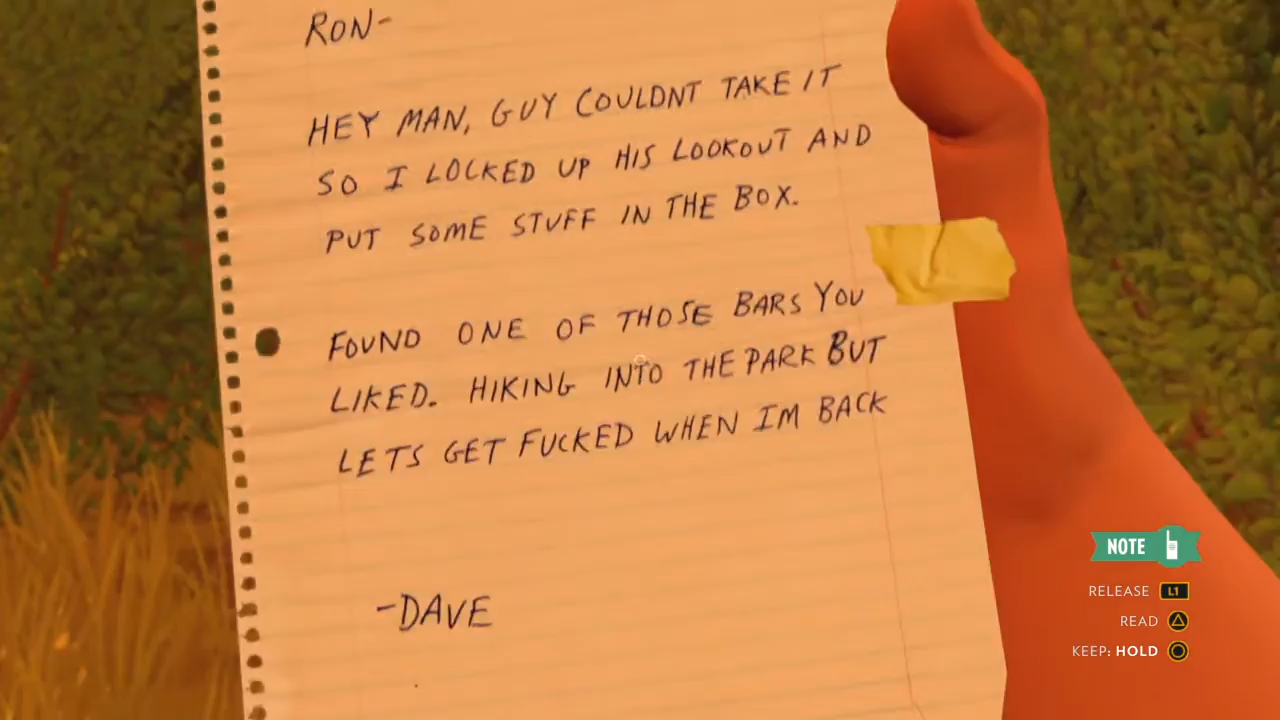 RON-
HEY MAN, GUY COULDNT TAKE IT
SO I LOCKED UP HIS LOOKOUT AND
PUT SOME STUFF IN THE BOX.
FOUND ONE OF THOSE BARS YOU
LIKED. HIKING INTO THE PARK BUT
LETS GET FUCKED WHEN IM BACK
-DAVE
NOTE
RELEASE L1
READ
KEEP: HOLD